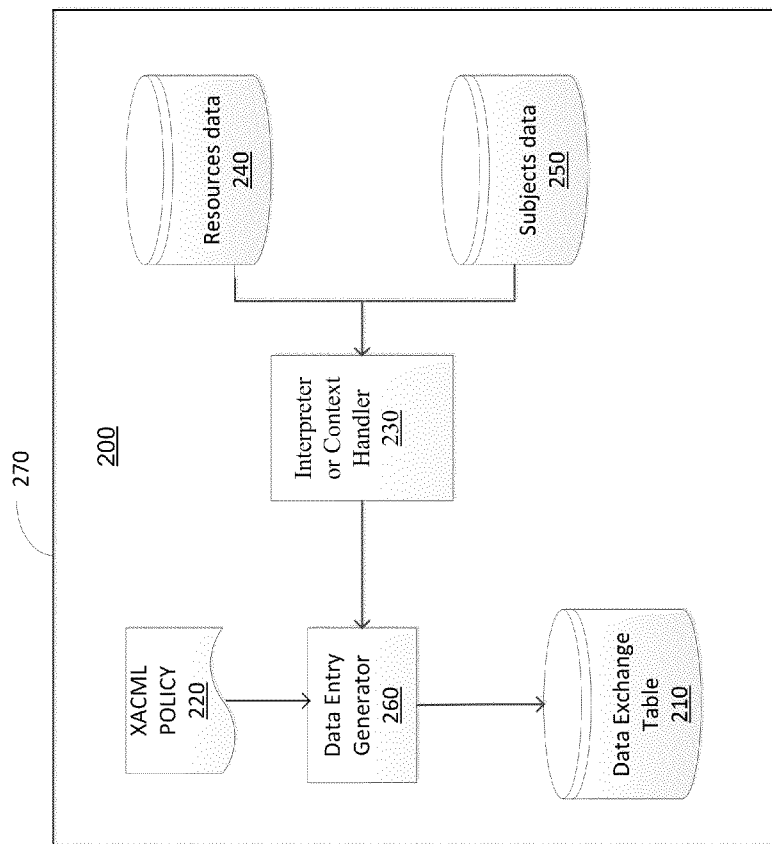 270
200
XACML
POLICY
220
Data Entry
Generator
260
Data Exchange
Table
210
Interpreter
or Context
Handler
230
Resources data
240
Subjects data
250